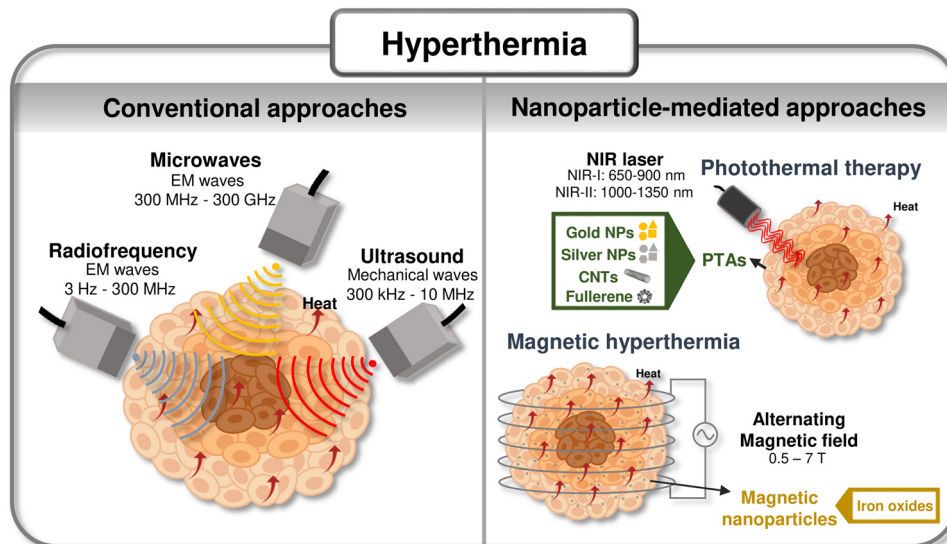 Hyperthermia
Conventional approaches
Microwaves
EM waves
300 MHz - 300 GHz
Radiofrequency
EM waves
3 Hz - 300 MHz
Ultrasound
Mechanical waves
300 kHz - 10 MHz
Heat
Nanoparticle-mediated approaches
NIR laser
NIR-I: 650-900 nm
NIR-II: 1000-1350 nm
Photothermal therapy
Heat
Gold NPs
Silver NPs
CNTs
Fullerene
PTAs
Magnetic hyperthermia
Heat
Alternating
Magnetic field
0.5 – 7 T
Magnetic
nanoparticles
Iron oxides